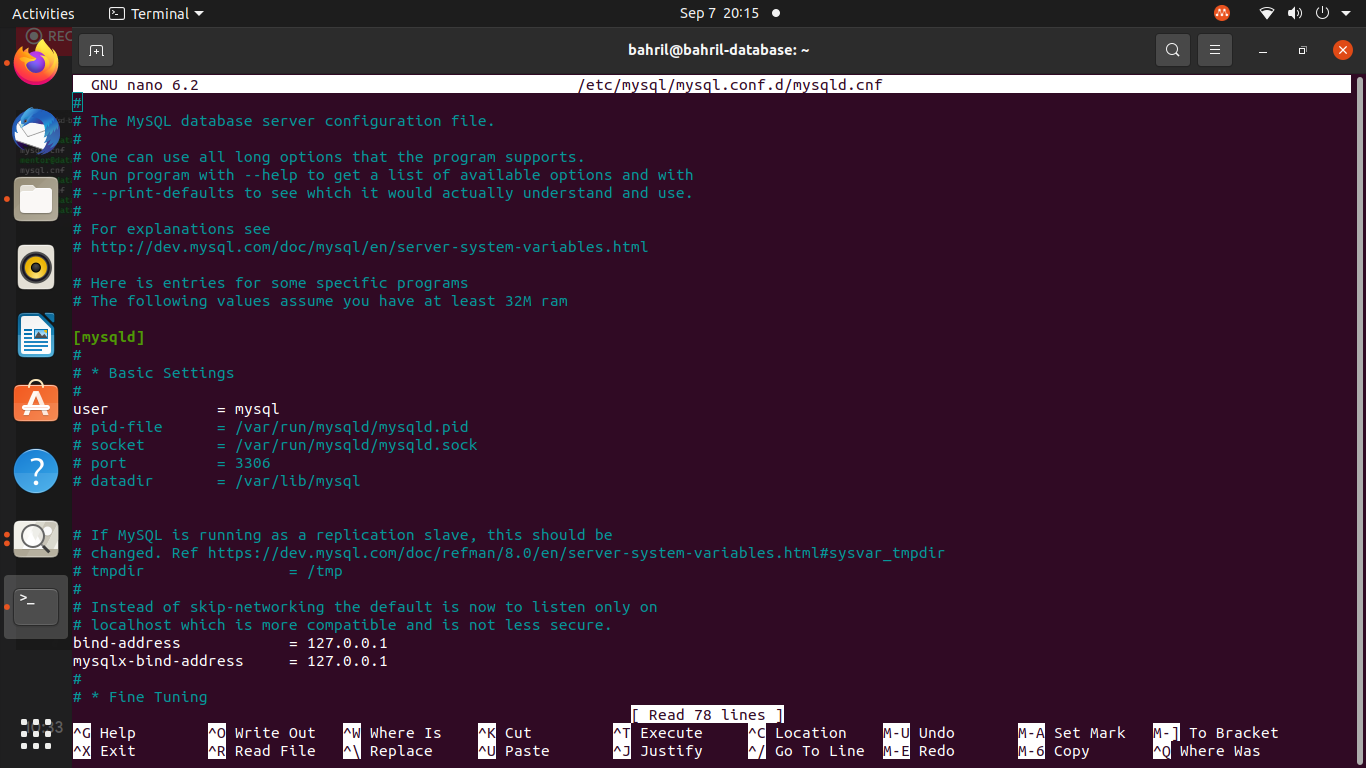 Activities Terminal Sep 7 20:15
REC
bahril@bahril-database: ~
GNU nano 6.2 /etc/mysql/mysql.conf.d/mysqld.cnf
#
# The MySQL database server configuration file.
#
# One can use all long options that the program supports.
# Run program with --help to get a list of available options and with
# --print-defaults to see which it would actually understand and use.
#
# For explanations see
# http://dev.mysql.com/doc/mysql/en/server-system-variables.html

# Here is entries for some specific programs
# The following values assume you have at least 32M ram

[mysqld]
#
# * Basic Settings
#
user = mysql
# pid-file = /var/run/mysqld/mysqld.pid
# socket = /var/run/mysqld/mysqld.sock
# port = 3306
# datadir = /var/lib/mysql

# If MySQL is running as a replication slave, this should be
# changed. Ref https://dev.mysql.com/doc/refman/8.0/en/server-system-variables.html#sysvar_tmpdir
# tmpdir = /tmp
#
# Instead of skip-networking the default is now to listen only on
# localhost which is more compatible and is not less secure.
bind-address = 127.0.0.1
mysqlx-bind-address = 127.0.0.1
#
# * Fine Tuning
[ Read 78 lines ]
^G Help ^O Write Out ^W Where Is ^K Cut ^T Execute ^C Location M-U Undo M-A Set Mark M-] To Bracket
^X Exit ^R Read File ^\ Replace ^U Paste ^J Justify ^/ Go To Line M-E Redo M-6 Copy ^Q Where Was